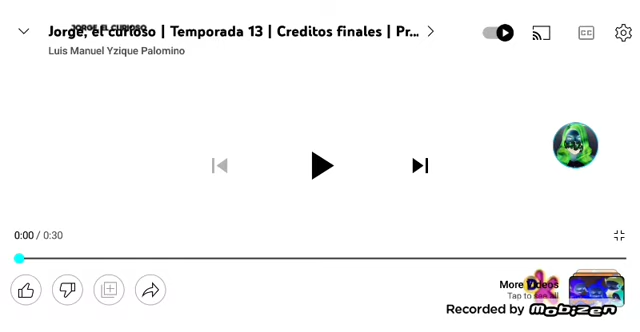 JORGE EL CURIOSO
Jorge, el curioso | Temporada 13 | Creditos finales | Pr...
Luis Manuel Yzique Palomino
CC
0:00 / 0:30
More Videos
Tap to see all
Recorded by mobizen